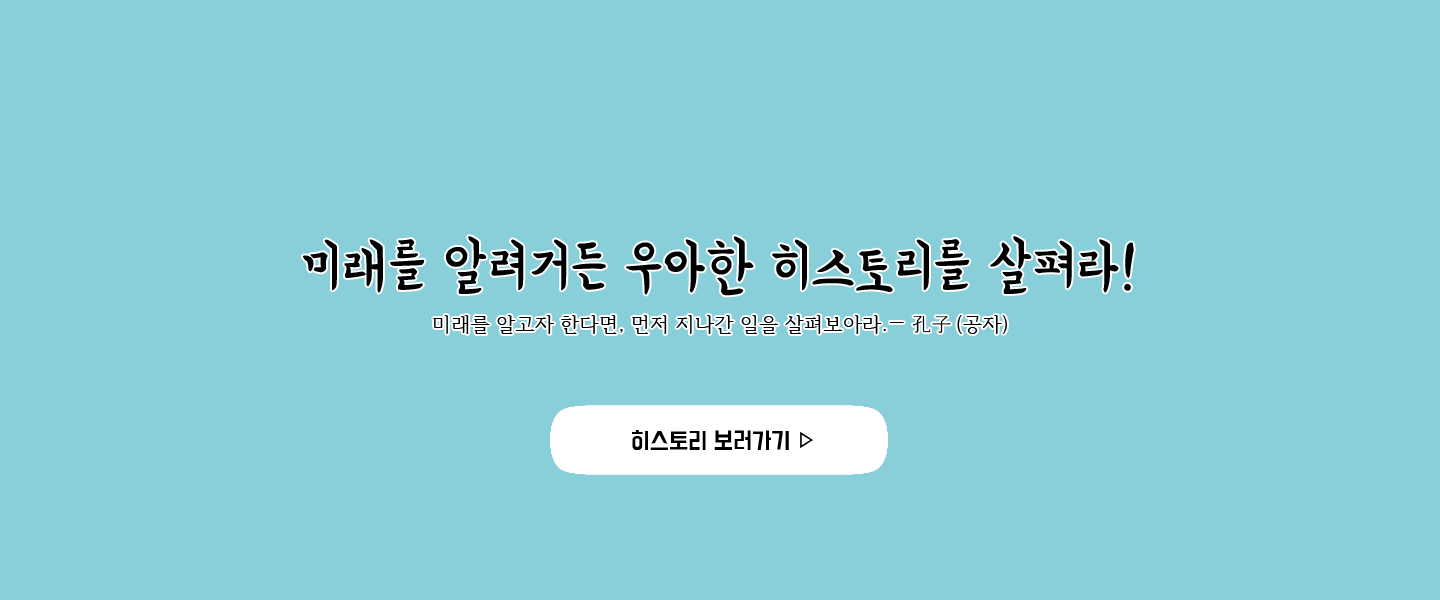 미래를 알려거든 우아한 히스토리를 살펴라!
미래를 알고자 한다면, 먼저 지나간 일을 살펴보아라.— 孔子 (공자)
히스토리 보러가기 ▷